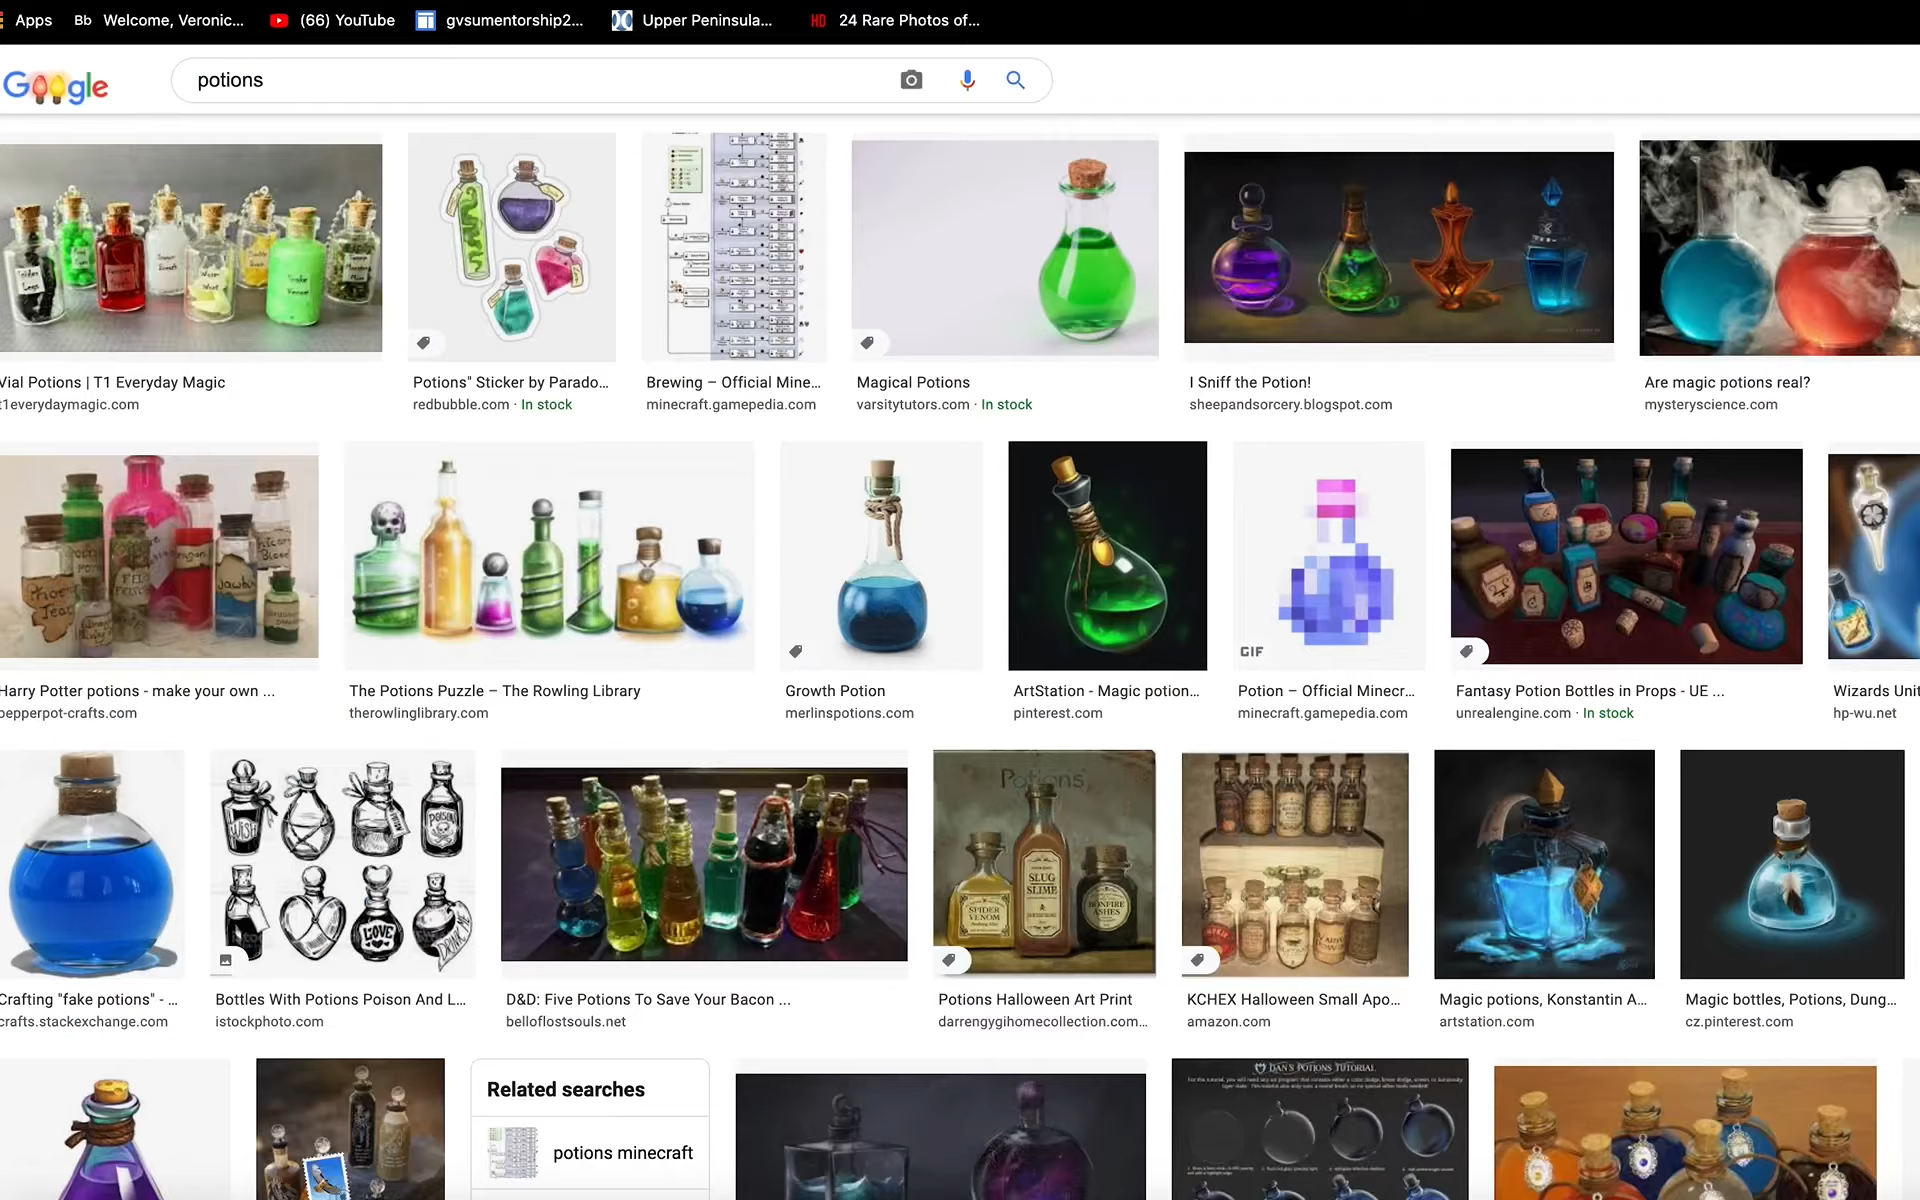 Apps
Bb Welcome, Veronic...
(66) YouTube
gvsumentorship2...
Upper Peninsula...
HD 24 Rare Photos of...
Google
potions
Vial Potions | T1 Everyday Magic
t1everydaymagic.com
Potions" Sticker by Parado...
redbubble.com · In stock
Brewing – Official Mine...
minecraft.gamepedia.com
Magical Potions
varsitytutors.com · In stock
I Sniff the Potion!
sheepandsorcery.blogspot.com
Are magic potions real?
mysteryscience.com
GIF
Harry Potter potions - make your own ...
pepperpot-crafts.com
The Potions Puzzle – The Rowling Library
therowlinglibrary.com
Growth Potion
merlinspotions.com
ArtStation - Magic potion...
pinterest.com
Potion – Official Minecr...
minecraft.gamepedia.com
Fantasy Potion Bottles in Props - UE ...
unrealengine.com · In stock
Wizards Unit
hp-wu.net
WISH
POISON
LOVE
DRINK ME
Potions
SPIDER
VENOM
SLUG
SLIME
BONFIRE
ASHES
Crafting "fake potions" - ...
crafts.stackexchange.com
Bottles With Potions Poison And L...
istockphoto.com
D&D: Five Potions To Save Your Bacon ...
belloflostsouls.net
Potions Halloween Art Print
darrengygihomecollection.com...
KCHEX Halloween Small Apo...
amazon.com
Magic potions, Konstantin A...
artstation.com
Magic bottles, Potions, Dung...
cz.pinterest.com
Related searches
potions minecraft
DAN'S POTIONS TUTORIAL